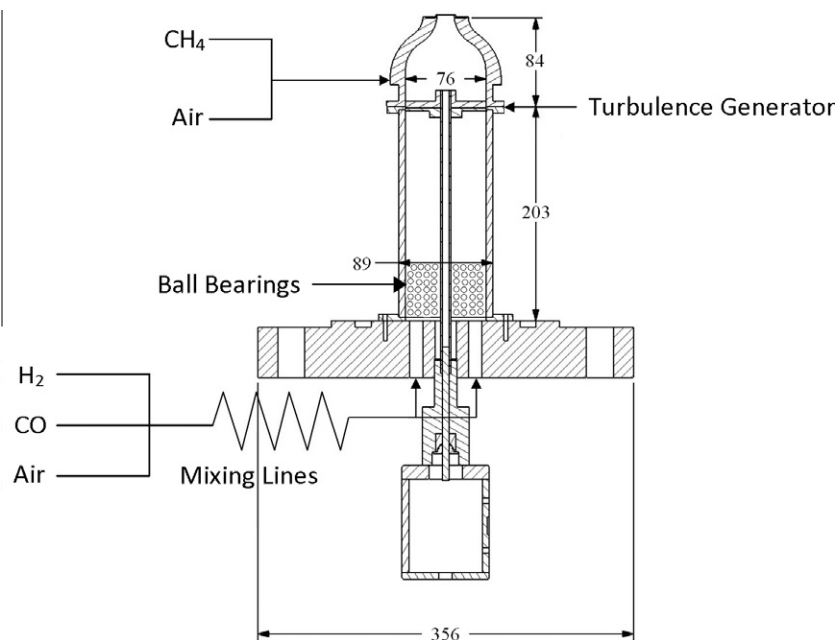 CH₄
76
84
Air
Turbulence Generator
203
89
Ball Bearings
H₂
CO
Air
Mixing Lines
356